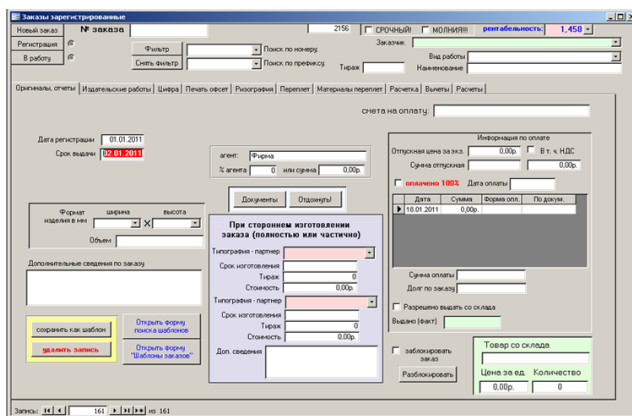 Заказы зарегистрированные
Новый заказ № заказа 2156 СРОЧНЫЙ! МОЛНИЯ!!! рентабельность: 1,450
Регистрация Фильтр Поиск по номеру. Заказчик
В работу Снять фильтр Поиск по префиксу. Тираж Вид работы
Наименование
Оригиналы, отчеты Издательские работы Цифра Печать офсет Ризография Переплет Материалы переплет Расчетка Вычеты Расчеты
смета на оплату:
Дата регистрации 01.01.2011
Срок выдачи 02.01.2011
агент: Фирма
% агента 0 или сумма 0,00р.
Документы Отдохнуть!
Информация по оплате
Отпускная цена за экз. 0,00р. В т. ч. НДС
Сумма отпускная 0,00р.
оплачено 100% Дата оплаты
Дата Сумма Форма опл. По докум.
18.01.2011 0,00р.
Сумма оплаты
Долг по заказу
Разрешено выдать со склада
Выдано (факт)
Формат изделия в мм ширина X высота
Объем
Дополнительные сведения по заказу
При стороннем изготовлении
заказа (полностью или частично)
Типография - партнер
Срок изготовления
Тираж 0
Стоимость 0,00р.
Типография - партнер
Срок изготовления
Тираж 0
Стоимость 0,00р.
Доп. сведения
сохранить как шаблон
удалить запись
Открыть форму
поиска шаблонов
Открыть форму
"Шаблоны заказов"
заблокировать
заказ
Разблокировать
Товар со склада
Цена за ед. Количество
0,00р. 0
Запись: 161 из 161